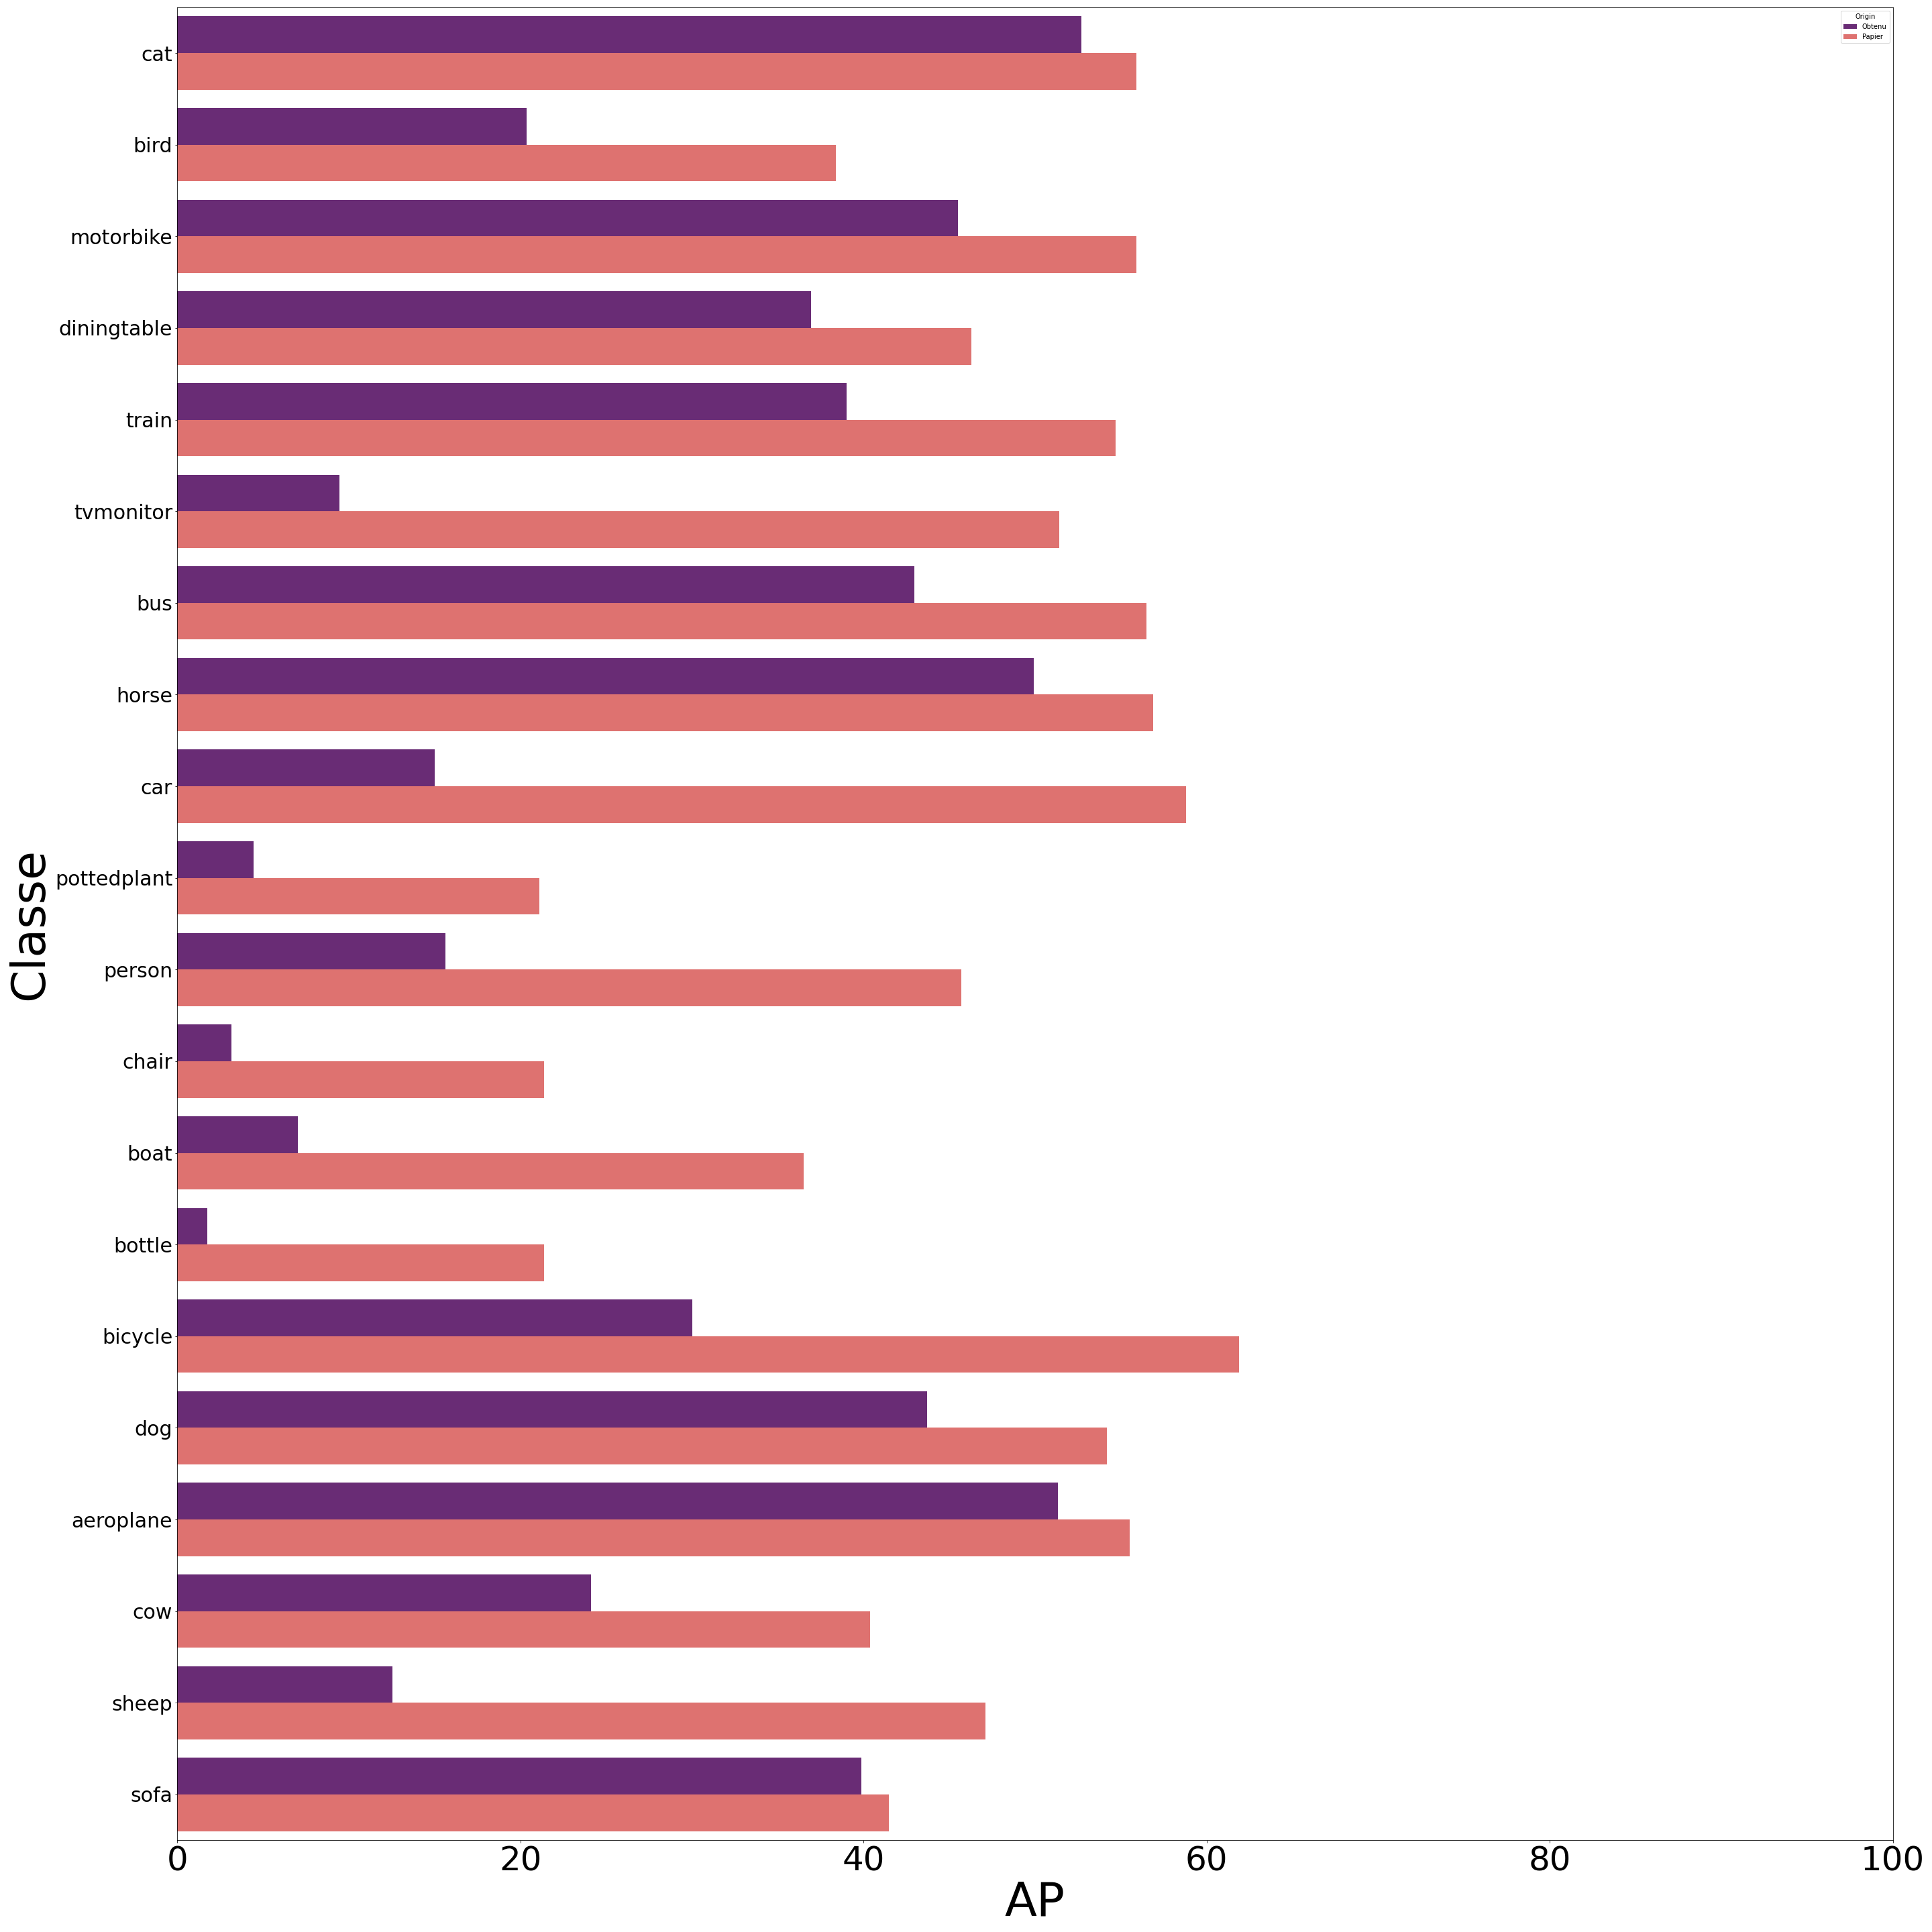 Origin
Obtenu
Papier
cat
bird
motorbike
diningtable
train
tvmonitor
bus
horse
car
pottedplant
person
chair
boat
bottle
bicycle
dog
aeroplane
cow
sheep
sofa
Classe
0 20 40 60 80 100
AP